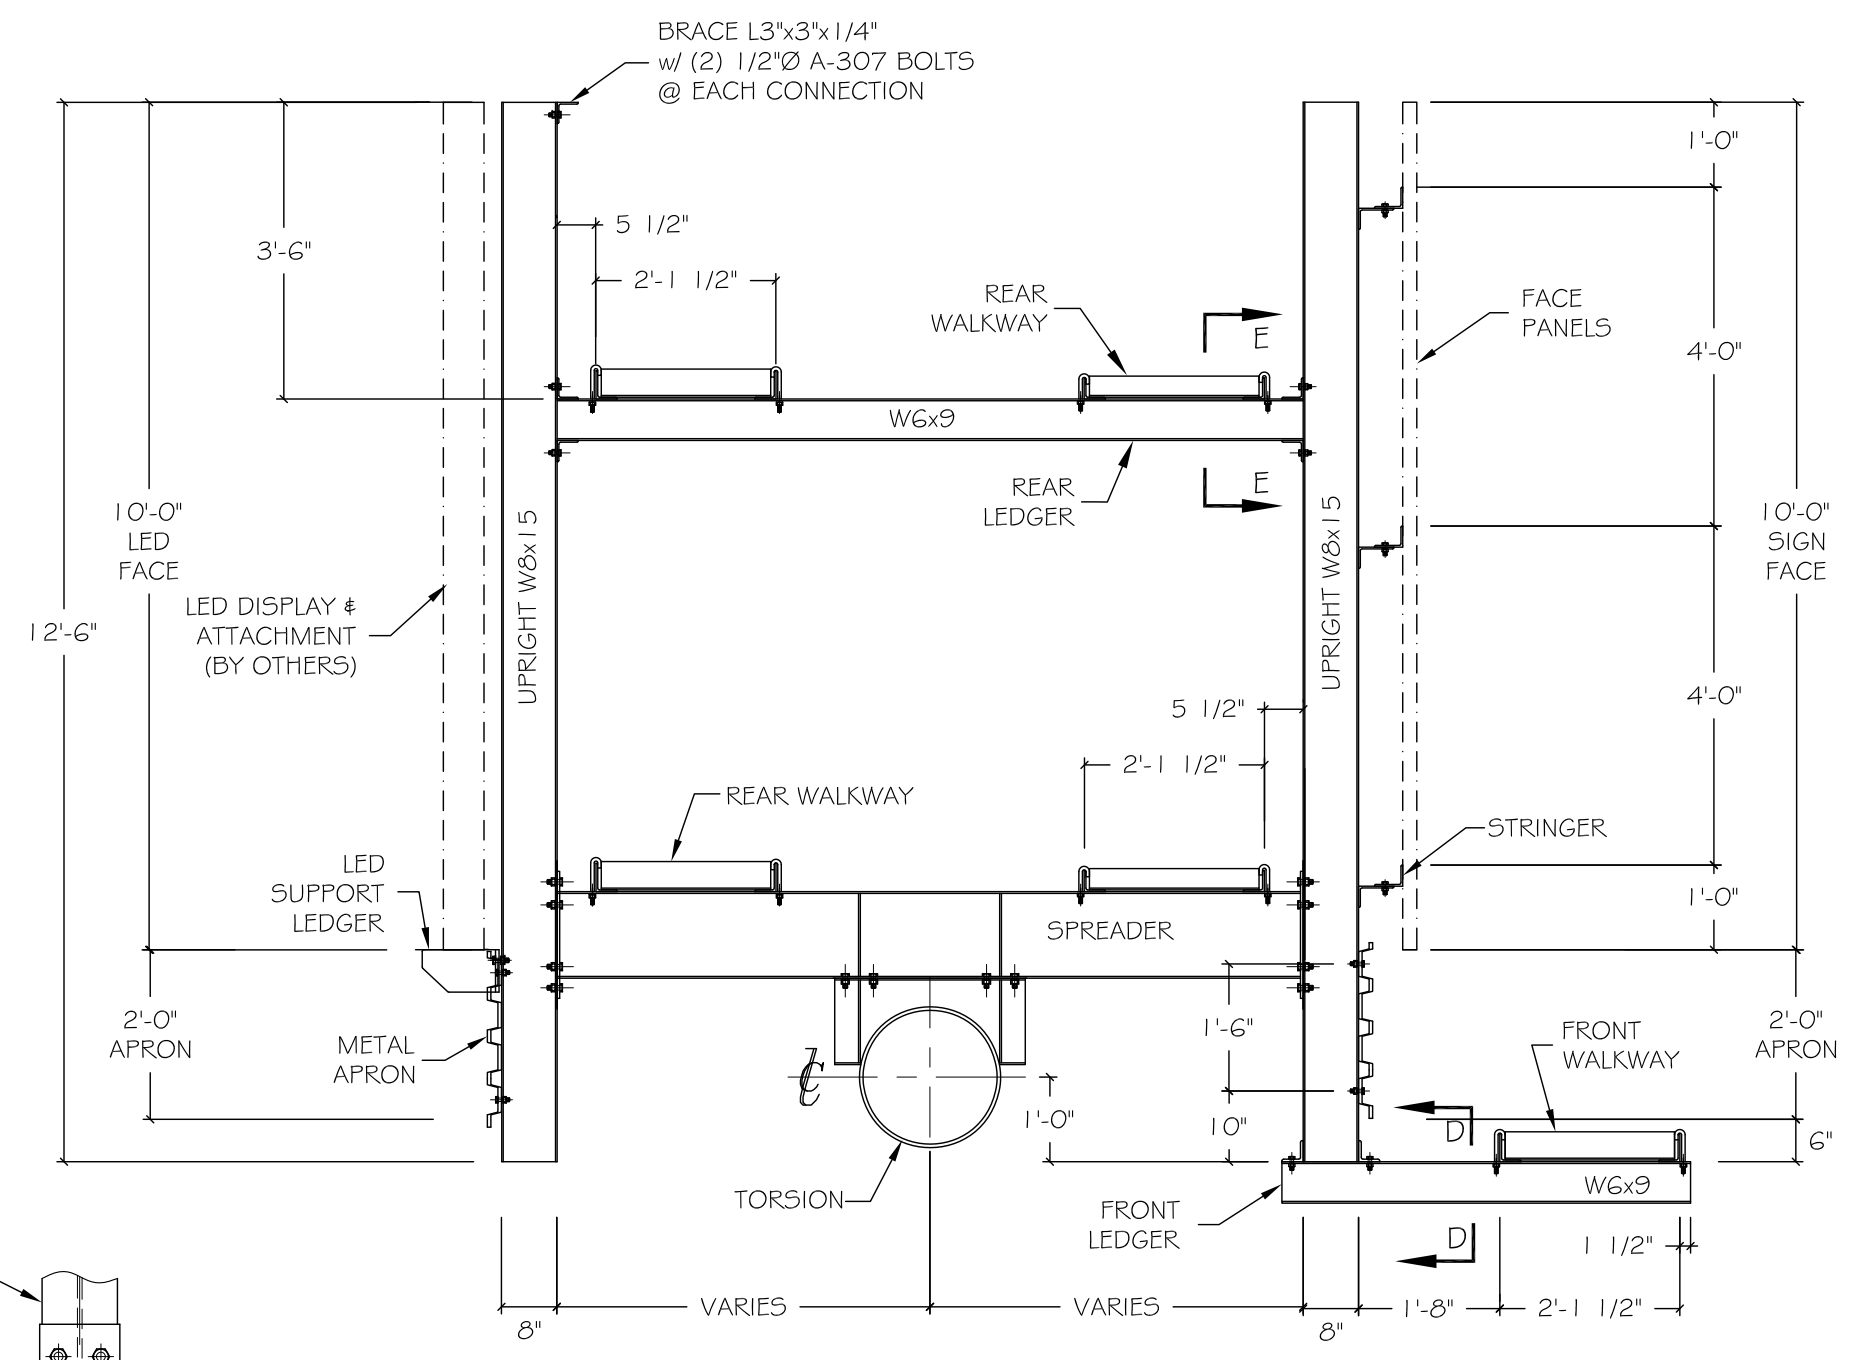 BRACE L3"x3"x1/4"
w/ (2) 1/2"Ø A-307 BOLTS
@ EACH CONNECTION
1'-0"
5 1/2"
3'-6"
2'-1 1/2"
REAR
WALKWAY
E
FACE
PANELS
4'-0"
W6x9
REAR
LEDGER
E
10'-0"
LED
FACE
UPRIGHT W8x15
UPRIGHT W8x15
10'-0"
SIGN
FACE
LED DISPLAY &
ATTACHMENT
(BY OTHERS)
12'-6"
4'-0"
5 1/2"
2'-1 1/2"
REAR WALKWAY
STRINGER
LED
SUPPORT
LEDGER
1'-0"
SPREADER
2'-0"
APRON
METAL
APRON
1'-6"
FRONT
WALKWAY
2'-0"
APRON
1'-0"
10"
D
6"
TORSION
W6x9
FRONT
LEDGER
D
1 1/2"
8"
VARIES
VARIES
8"
1'-8"
2'-1 1/2"